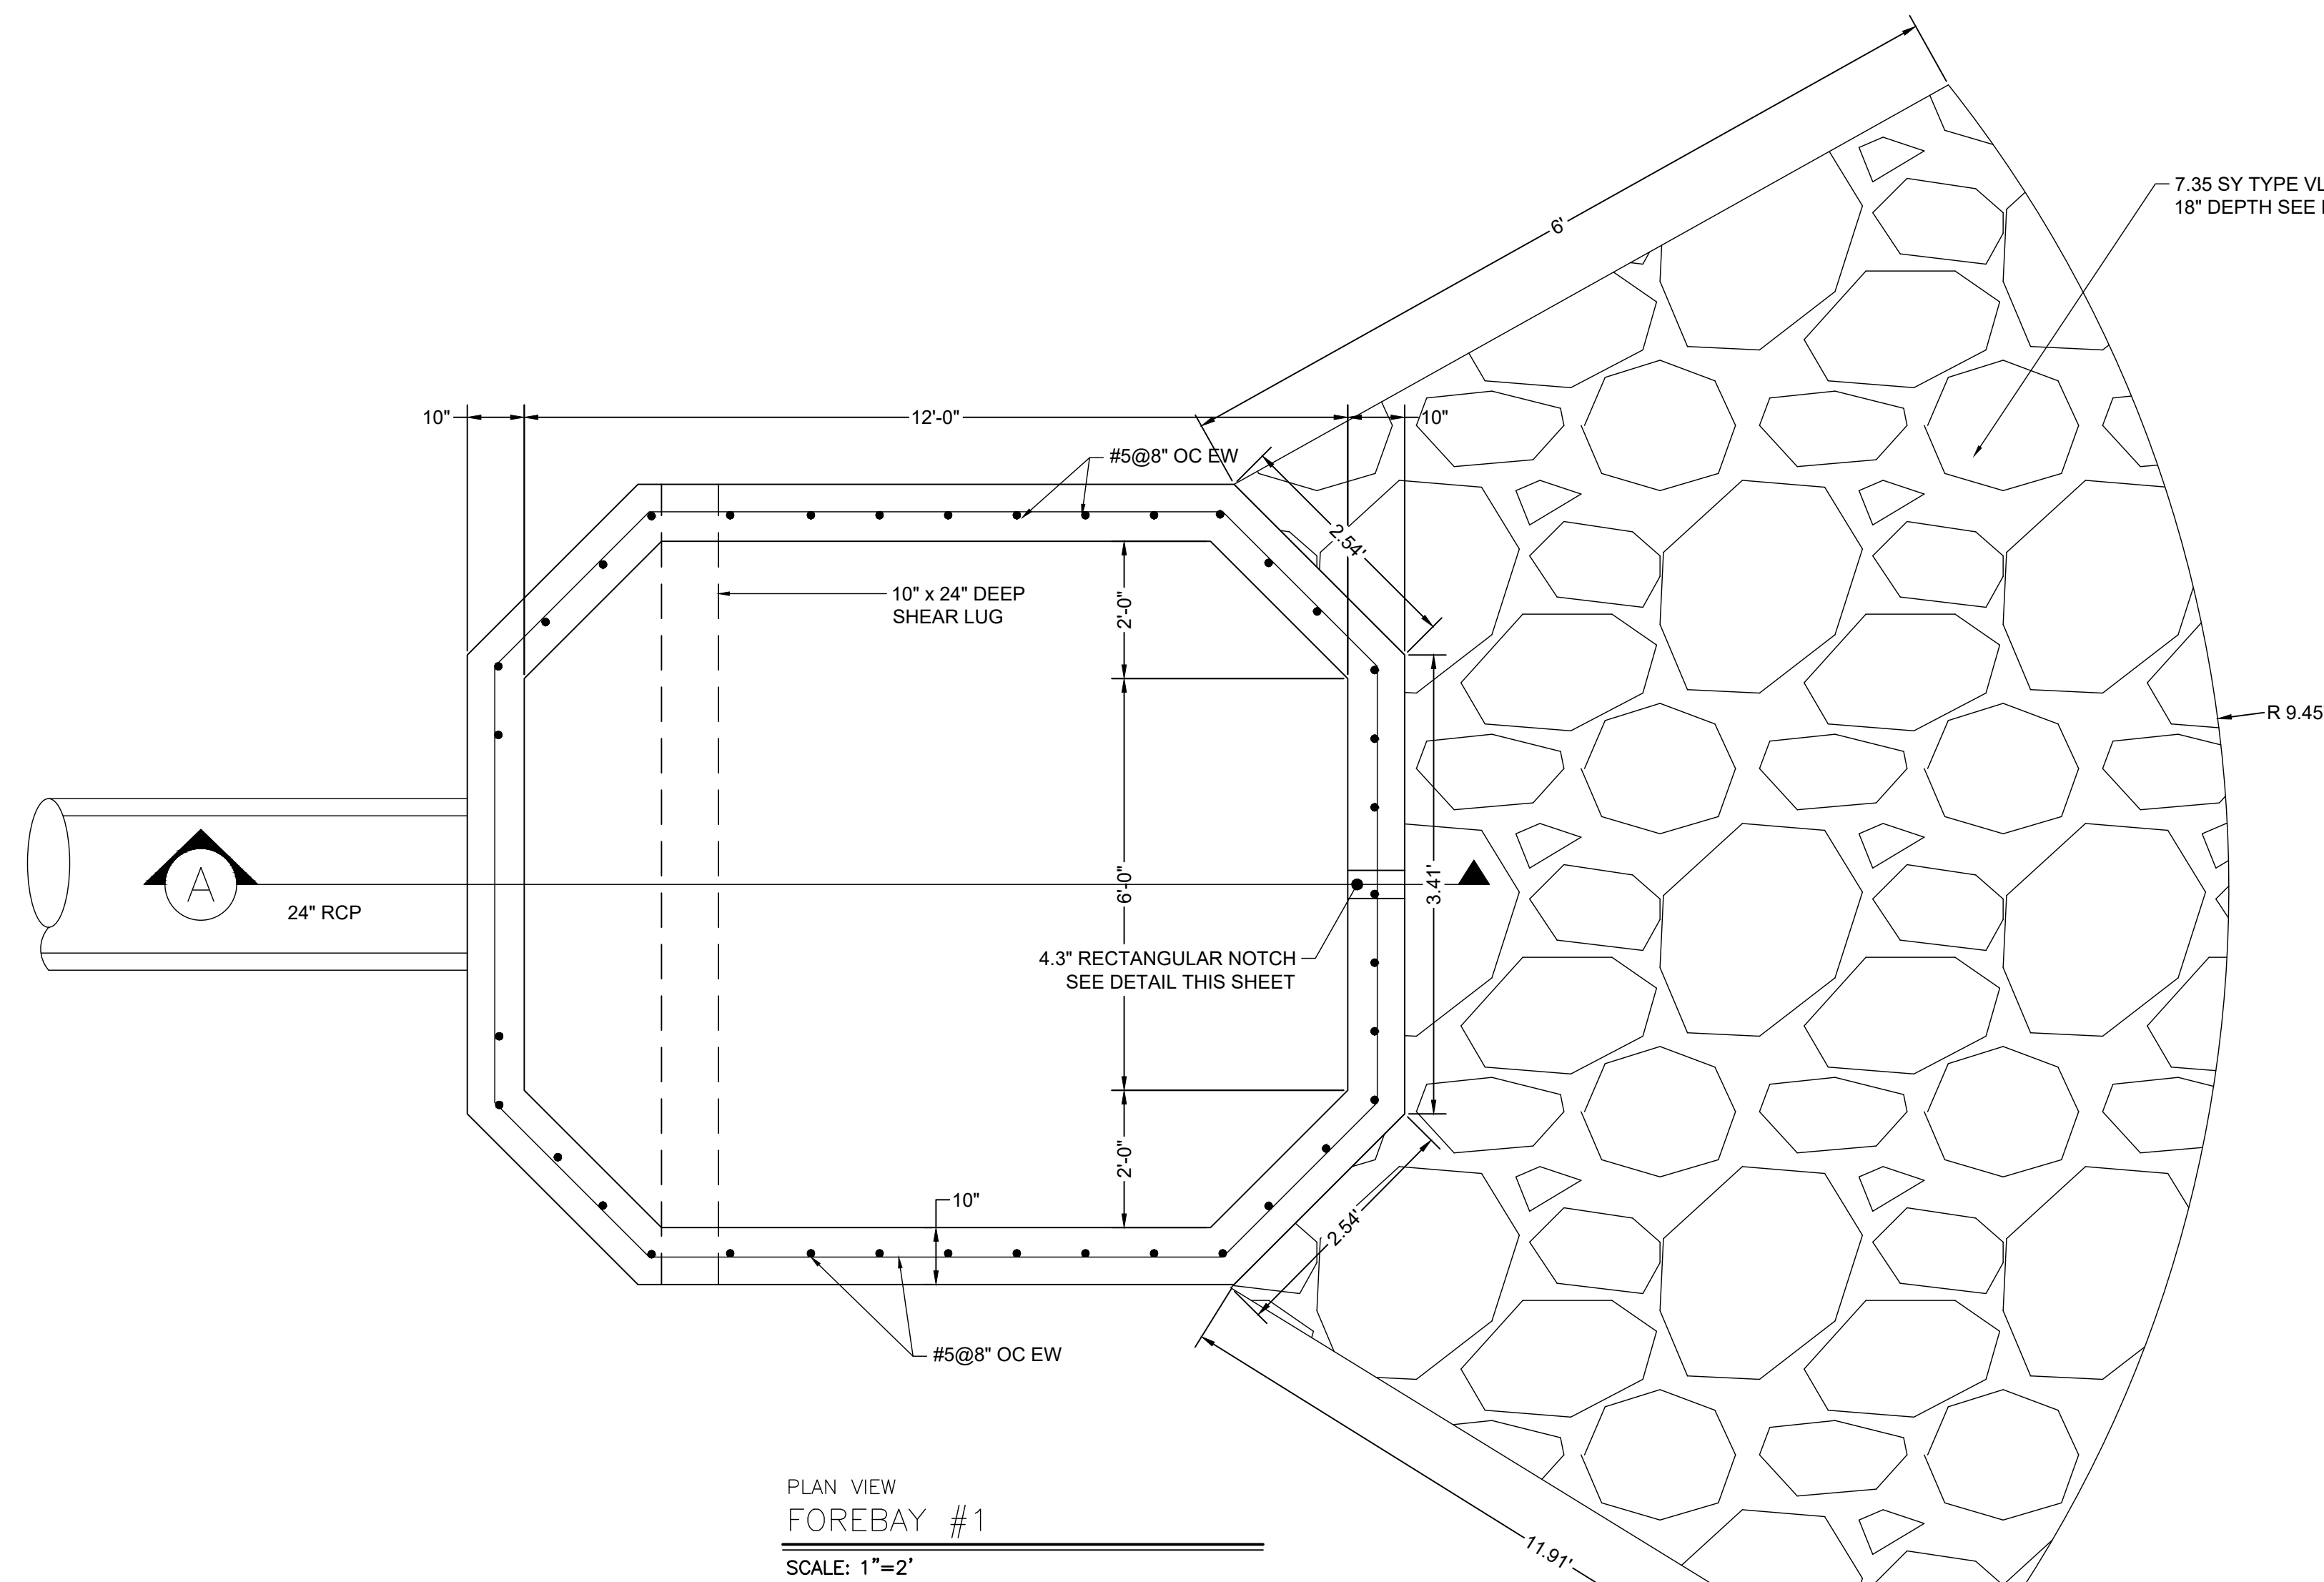 6'
7.35 SY TYPE VL
18" DEPTH SEE
10"
12'-0"
10"
#5@8" OC EW
2.54'
10" x 24" DEEP
SHEAR LUG
2'-0"
R 9.45
6'-0"
3.41'
A
24" RCP
4.3" RECTANGULAR NOTCH
SEE DETAIL THIS SHEET
2'-0"
10"
2.54'
#5@8" OC EW
PLAN VIEW
FOREBAY #1
11.91'
SCALE: 1"=2'